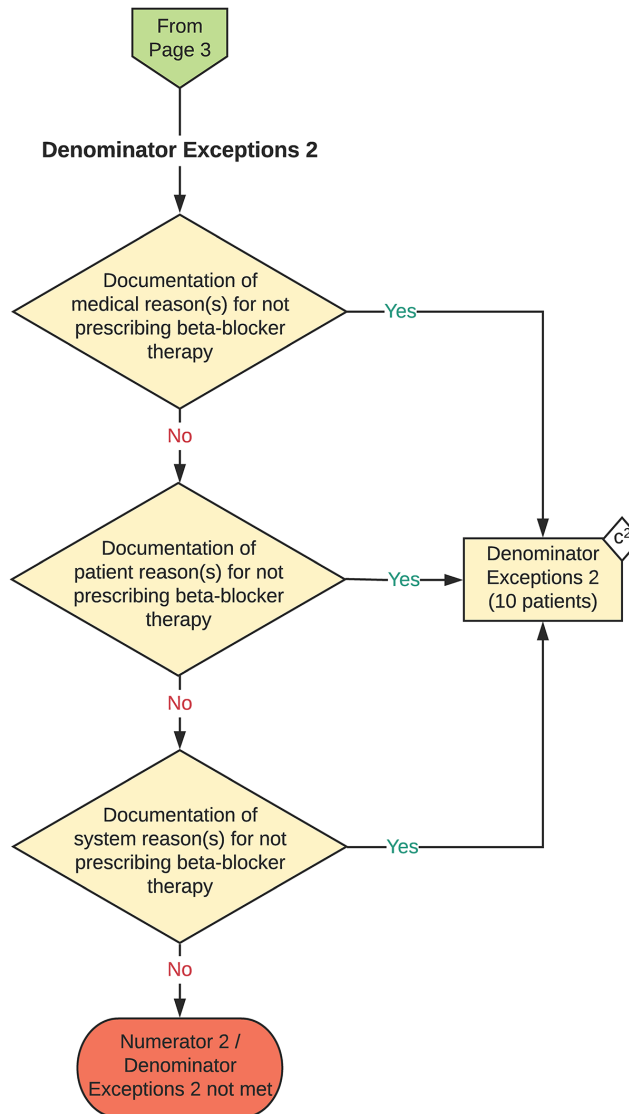 From
Page 3
Denominator Exceptions 2
Documentation of
medical reason(s) for not
prescribing beta-blocker
therapy
Yes
No
Documentation of
patient reason(s) for not
prescribing beta-blocker
therapy
Yes
Denominator
Exceptions 2
(10 patients)
c²
No
Documentation of
system reason(s) for not
prescribing beta-blocker
therapy
Yes
No
Numerator 2 /
Denominator
Exceptions 2 not met